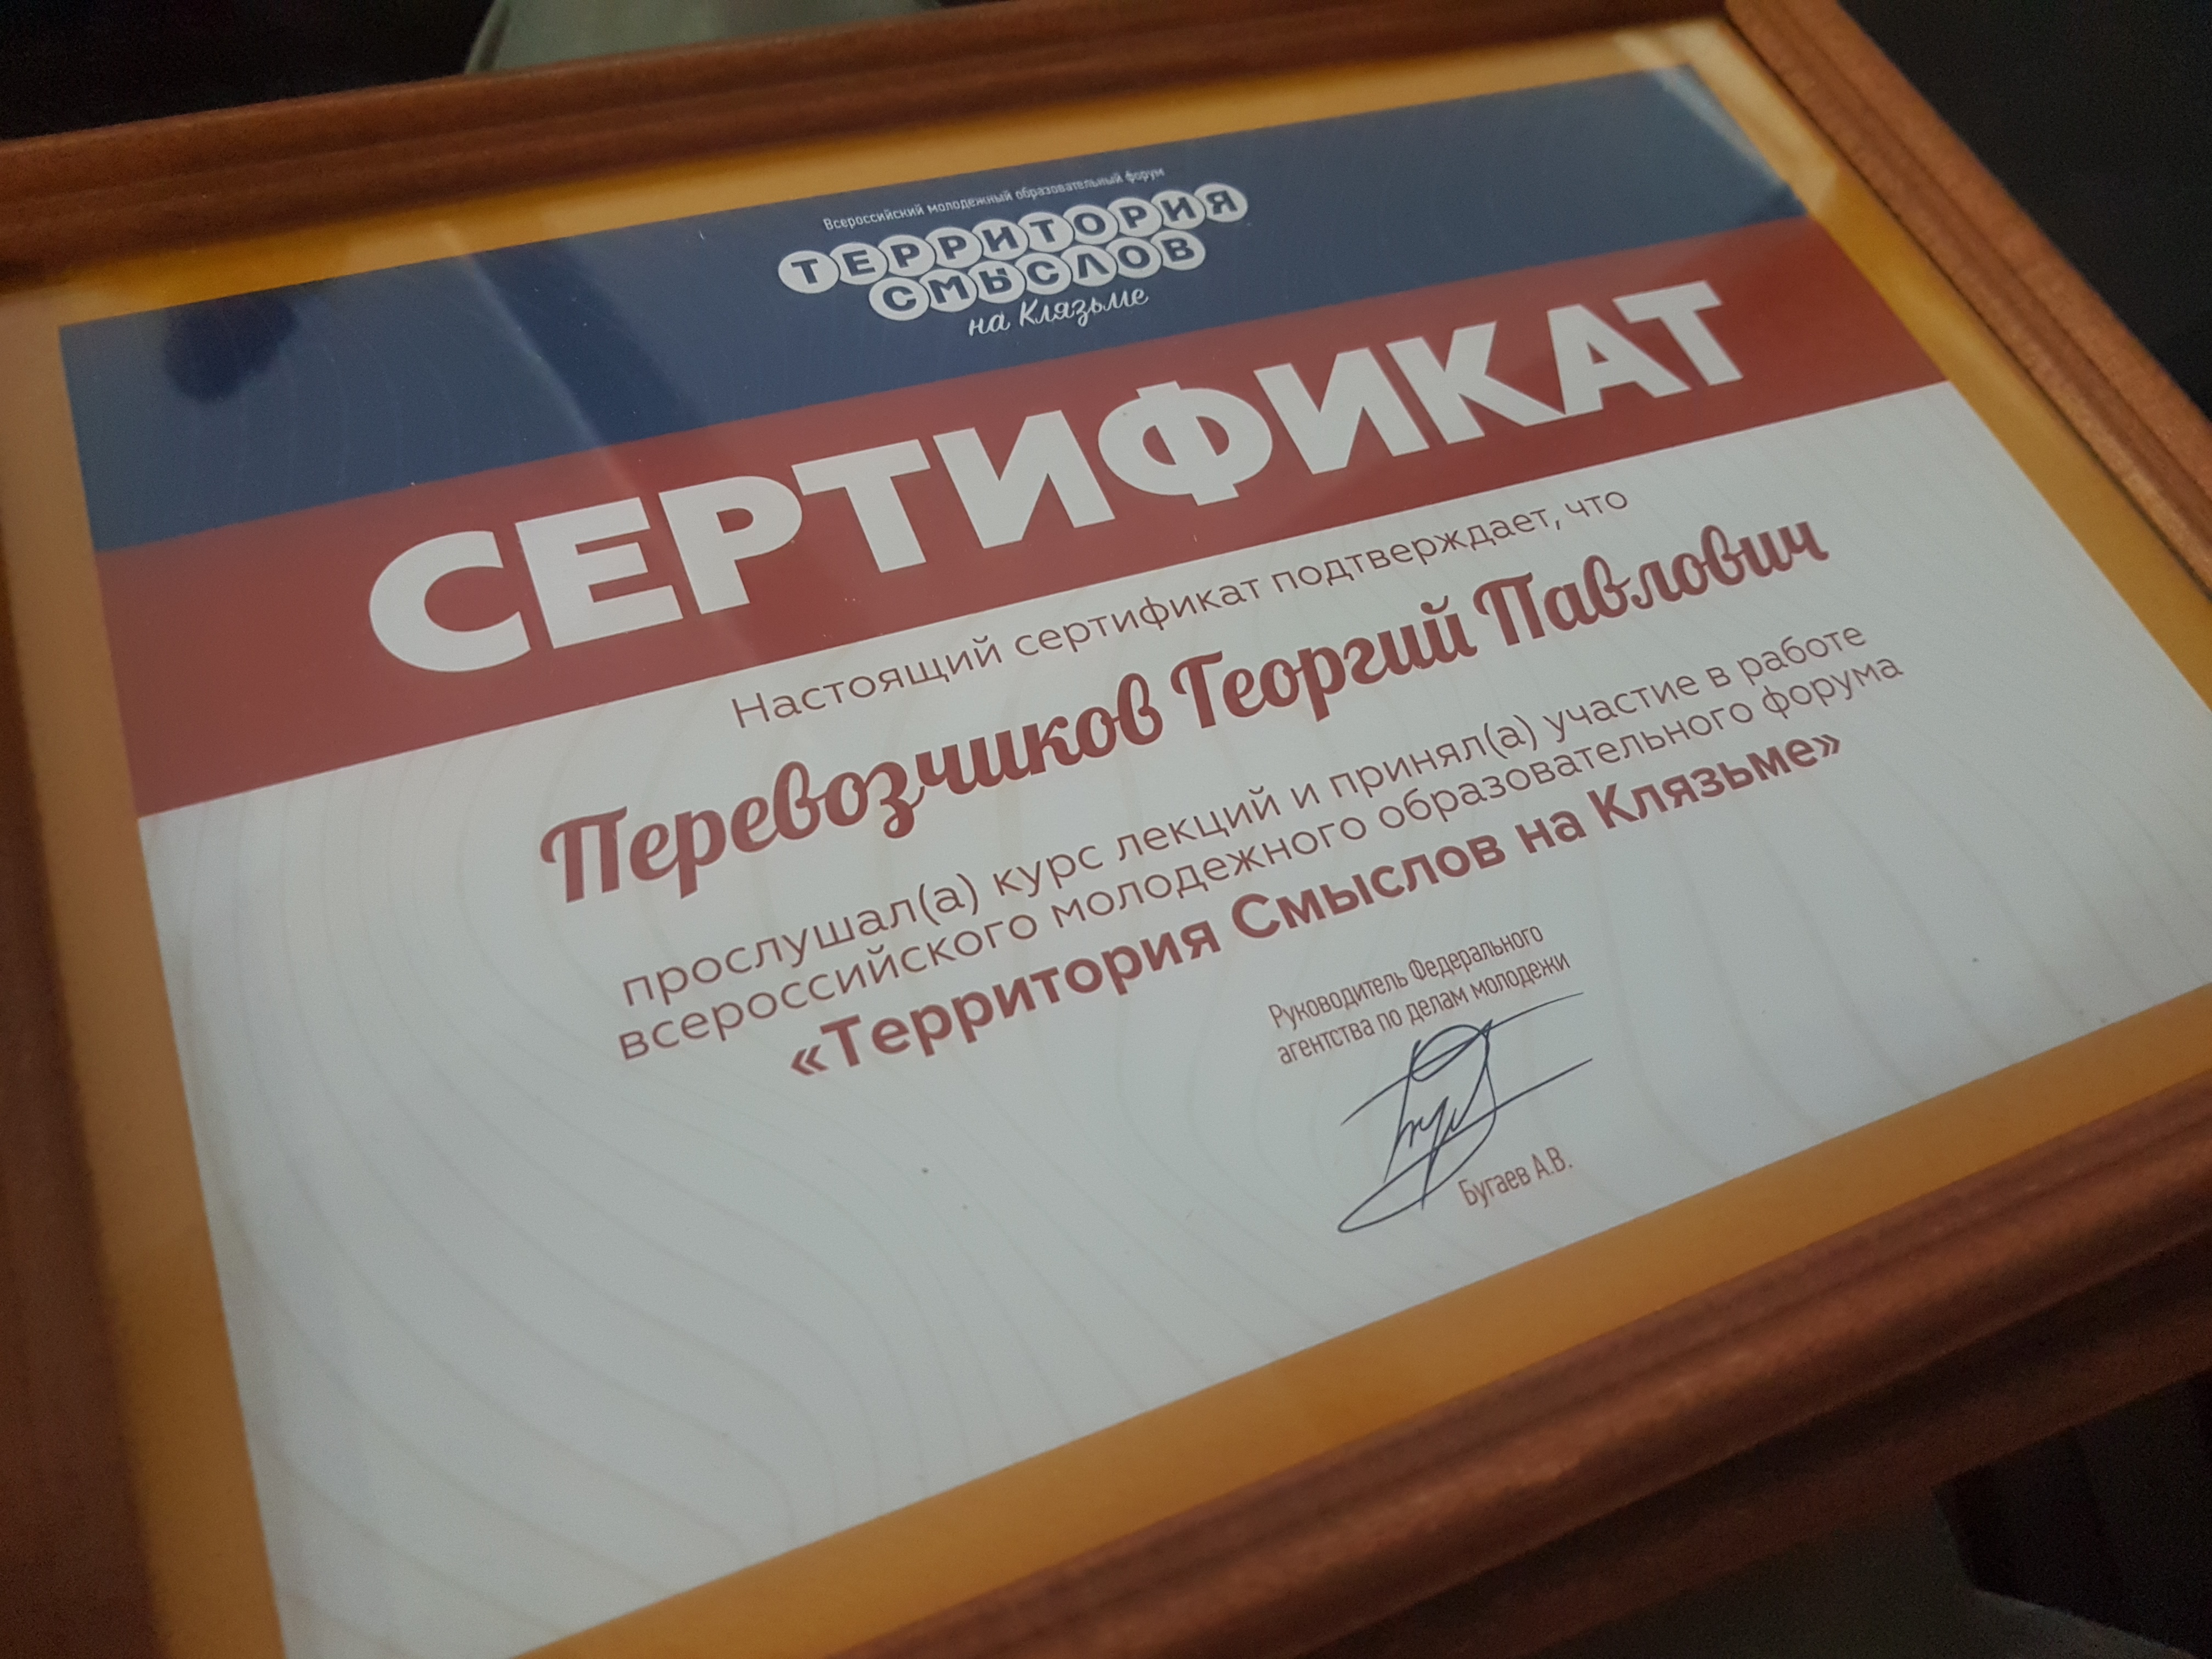 Всероссийский молодежный образовательный форум
ТЕРРИТОРИЯ
СМЫСЛОВ
на Клязьме
СЕРТИФИКАТ
Настоящий сертификат подтверждает, что
Перевозчиков Георгий Павлович
прослушал(а) курс лекций и принял(а) участие в работе
всероссийского молодежного образовательного форума
«Территория Смыслов на Клязьме»
Руководитель Федерального
агентства по делам молодежи
Бугаев А.В.